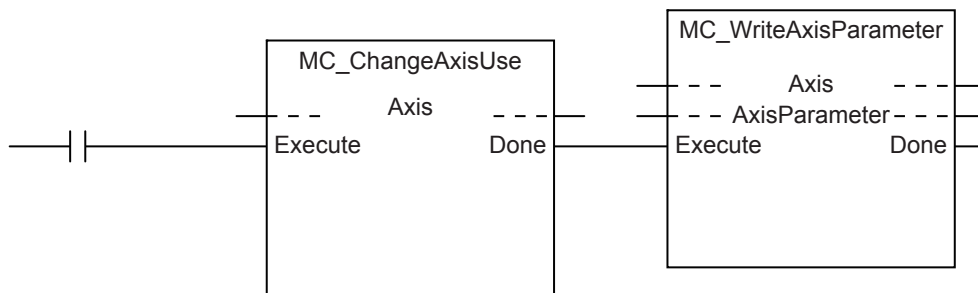 MC_ChangeAxisUse
Axis
Execute Done
MC_WriteAxisParameter
Axis
AxisParameter
Execute Done